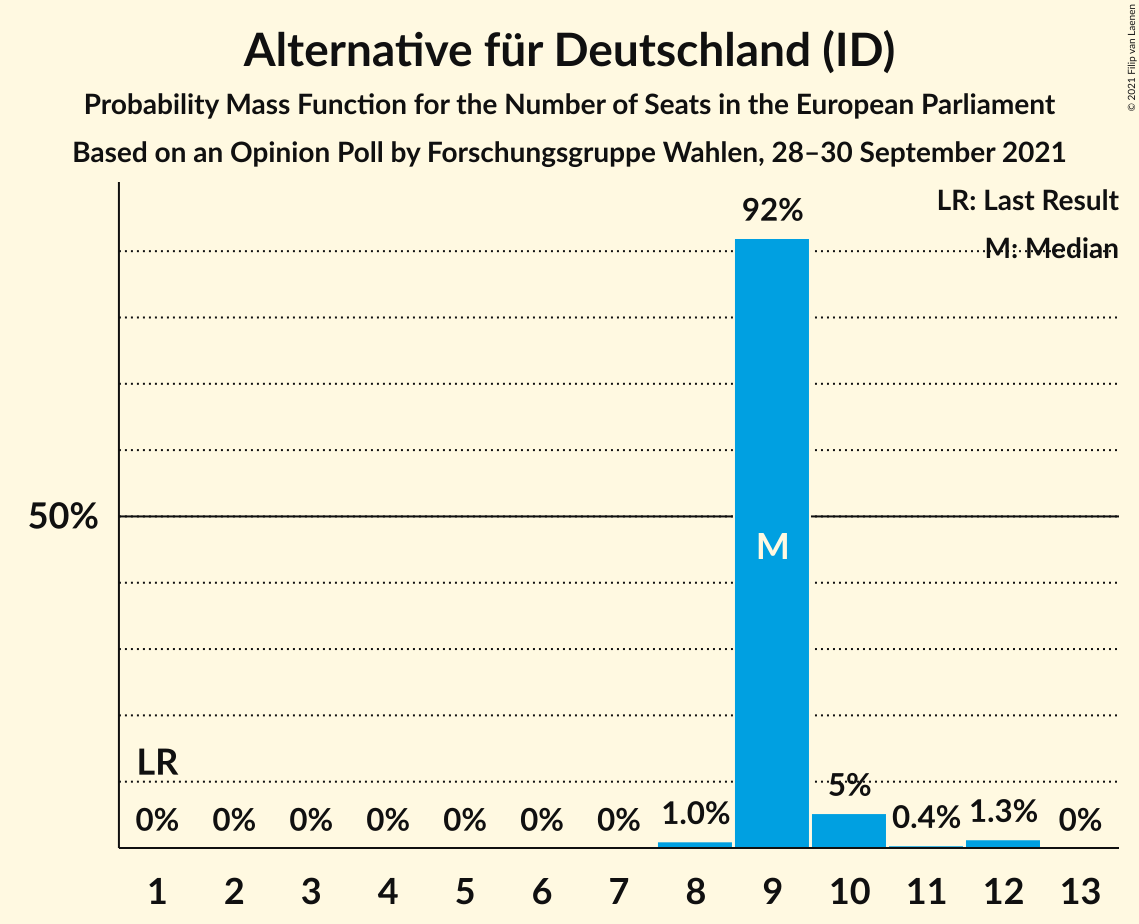 Alternative für Deutschland (ID)
Probability Mass Function for the Number of Seats in the European Parliament
Based on an Opinion Poll by Forschungsgruppe Wahlen, 28–30 September 2021
© 2021 Filip van Laenen
LR: Last Result
M: Median
92%
50%
M
LR
0% 0% 0% 0% 0% 0% 0% 1.0% 5% 0.4% 1.3% 0%
1 2 3 4 5 6 7 8 9 10 11 12 13